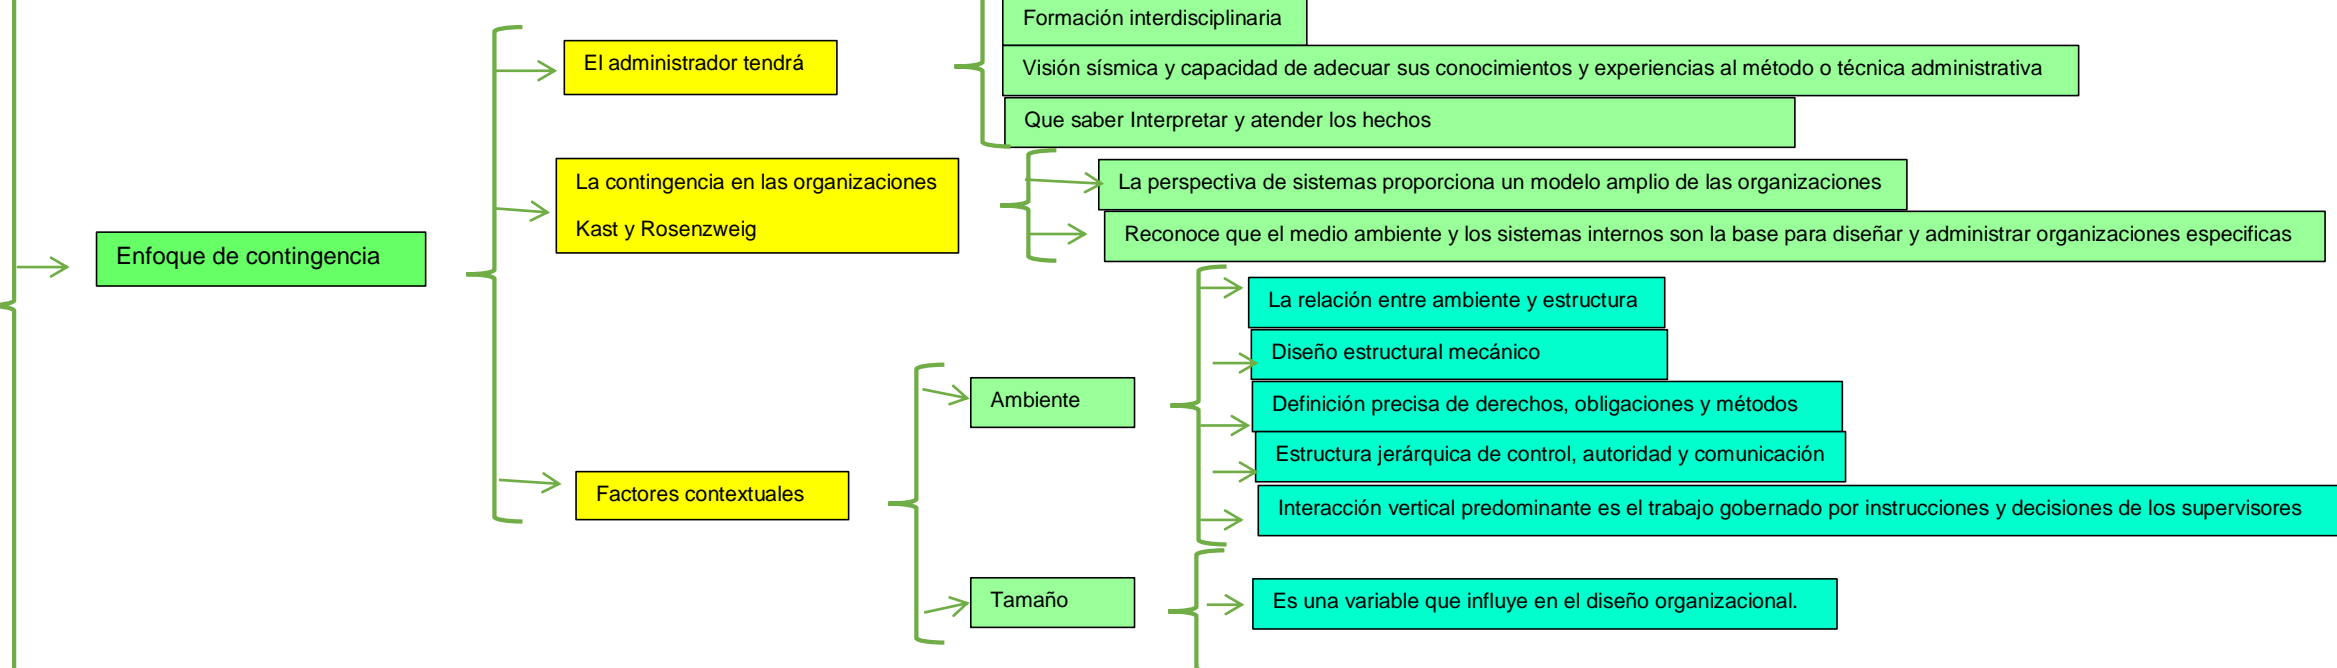 Formación interdisciplinaria
El administrador tendrá
Visión sísmica y capacidad de adecuar sus conocimientos y experiencias al método o técnica administrativa
Que saber Interpretar y atender los hechos
La contingencia en las organizaciones
Kast y Rosenzweig
La perspectiva de sistemas proporciona un modelo amplio de las organizaciones
Reconoce que el medio ambiente y los sistemas internos son la base para diseñar y administrar organizaciones especificas
Enfoque de contingencia
Factores contextuales
Ambiente
La relación entre ambiente y estructura
Diseño estructural mecánico
Definición precisa de derechos, obligaciones y métodos
Estructura jerárquica de control, autoridad y comunicación
Interacción vertical predominante es el trabajo gobernado por instrucciones y decisiones de los supervisores
Tamaño
Es una variable que influye en el diseño organizacional.